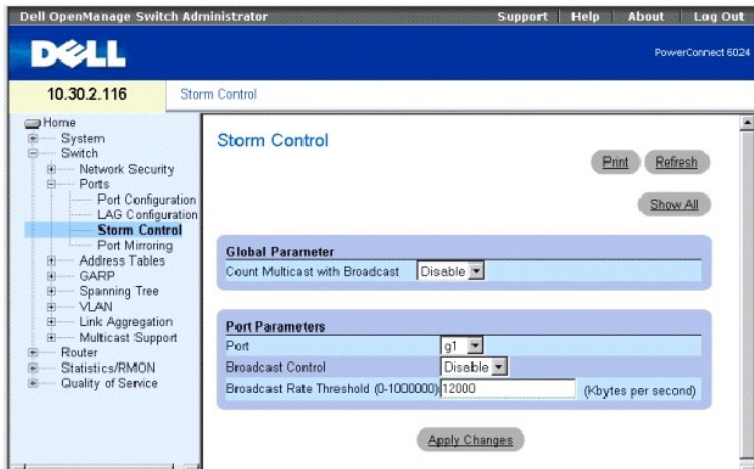 Dell OpenManage Switch Administrator Support Help About Log Out
DELL
PowerConnect 6024
10.30.2.116 Storm Control
Home
System
Switch
Network Security
Ports
Port Configuration
LAG Configuration
Storm Control
Port Mirroring
Address Tables
GARP
Spanning Tree
VLAN
Link Aggregation
Multicast Support
Router
Statistics/RMON
Quality of Service
Storm Control
Print Refresh
Show All
Global Parameter
Count Multicast with Broadcast Disable
Port Parameters
Port g1
Broadcast Control Disable
Broadcast Rate Threshold (0-1000000) 12000 (Kbytes per second)
Apply Changes